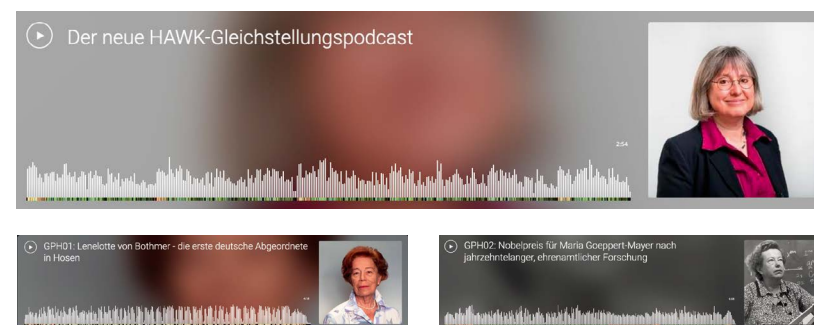 Der neue HAWK-Gleichstellungspodcast
2:54
GPH01: Lenelotte von Bothmer - die erste deutsche Abgeordnete
in Hosen
GPH02: Nobelpreis für Maria Goeppert-Mayer nach
jahrzehntelanger, ehrenamtlicher Forschung